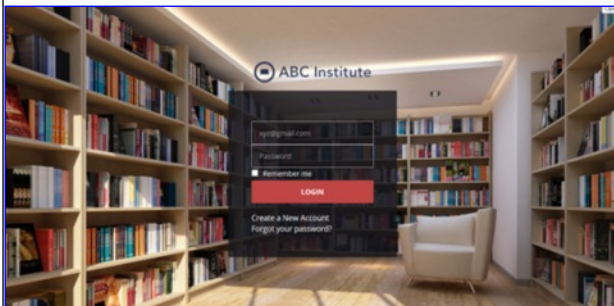 ABC Institute
xyz@gmail.com
Password
Remember me
LOGIN
Create a New Account
Forgot your password?